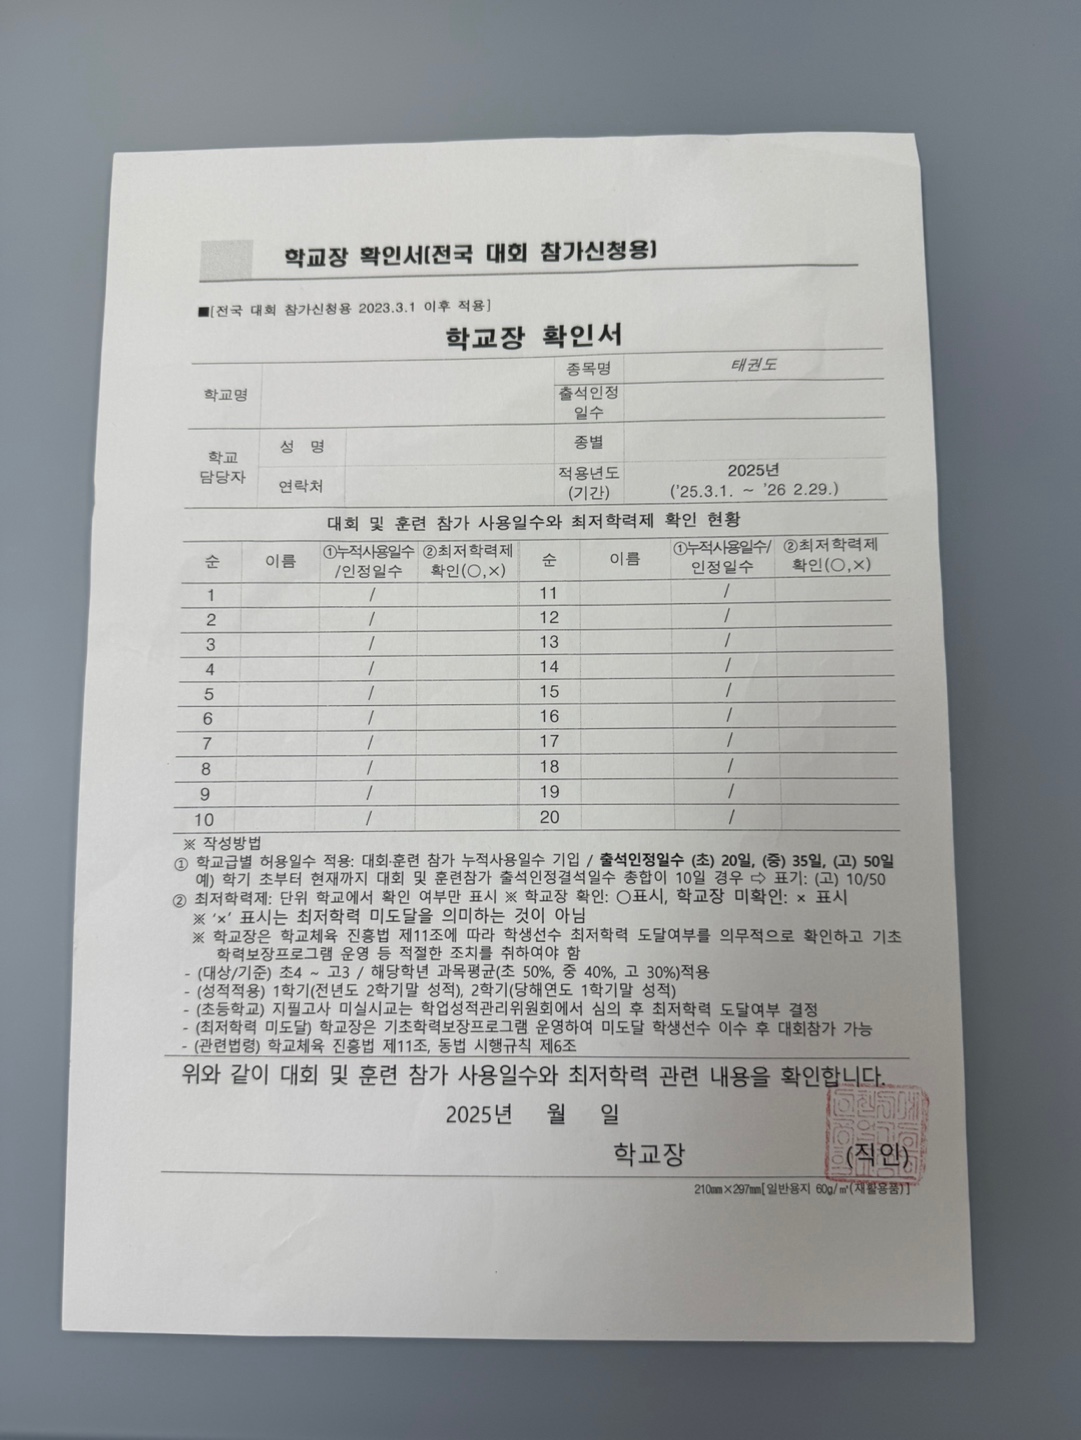 학교장 확인서(전국 대회 참가신청용)
■[전국 대회 참가신청용 2023.3.1 이후 적용]
학교장 확인서
학교명
종목명
태권도
출석인정
일수
학교
담당자
성 명
종별
연락처
적용년도
(기간)
2025년
('25.3.1. ~ '26 2.29.)
대회 및 훈련 참가 사용일수와 최저학력제 확인 현황
순 이름 ①누적사용일수/인정일수 ②최저학력제 확인(○,×) 순 이름 ①누적사용일수/인정일수 ②최저학력제 확인(○,×)
1 / 11 /
2 / 12 /
3 / 13 /
4 / 14 /
5 / 15 /
6 / 16 /
7 / 17 /
8 / 18 /
9 / 19 /
10 / 20 /
※ 작성방법
① 학교급별 허용일수 적용: 대회·훈련 참가 누적사용일수 기입 / 출석인정일수 (초) 20일, (중) 35일, (고) 50일
예) 학기 초부터 현재까지 대회 및 훈련참가 출석인정결석일수 총합이 10일 경우 ⇨ 표기: (고) 10/50
② 최저학력제: 단위 학교에서 확인 여부만 표시 ※ 학교장 확인: ○표시, 학교장 미확인: × 표시
※ '×' 표시는 최저학력 미도달을 의미하는 것이 아님
※ 학교장은 학교체육 진흥법 제11조에 따라 학생선수 최저학력 도달여부를 의무적으로 확인하고 기초
학력보장프로그램 운영 등 적절한 조치를 취하여야 함
- (대상/기준) 초4 ~ 고3 / 해당학년 과목평균(초 50%, 중 40%, 고 30%)적용
- (성적적용) 1학기(전년도 2학기말 성적), 2학기(당해연도 1학기말 성적)
- (초등학교) 지필고사 미실시교는 학업성적관리위원회에서 심의 후 최저학력 도달여부 결정
- (최저학력 미도달) 학교장은 기초학력보장프로그램 운영하여 미도달 학생선수 이수 후 대회참가 가능
- (관련법령) 학교체육 진흥법 제11조, 동법 시행규칙 제6조
위와 같이 대회 및 훈련 참가 사용일수와 최저학력 관련 내용을 확인합니다.
2025년 월 일
학교장 (직인)
210㎜×297㎜[일반용지 60g/㎡(재활용품)]